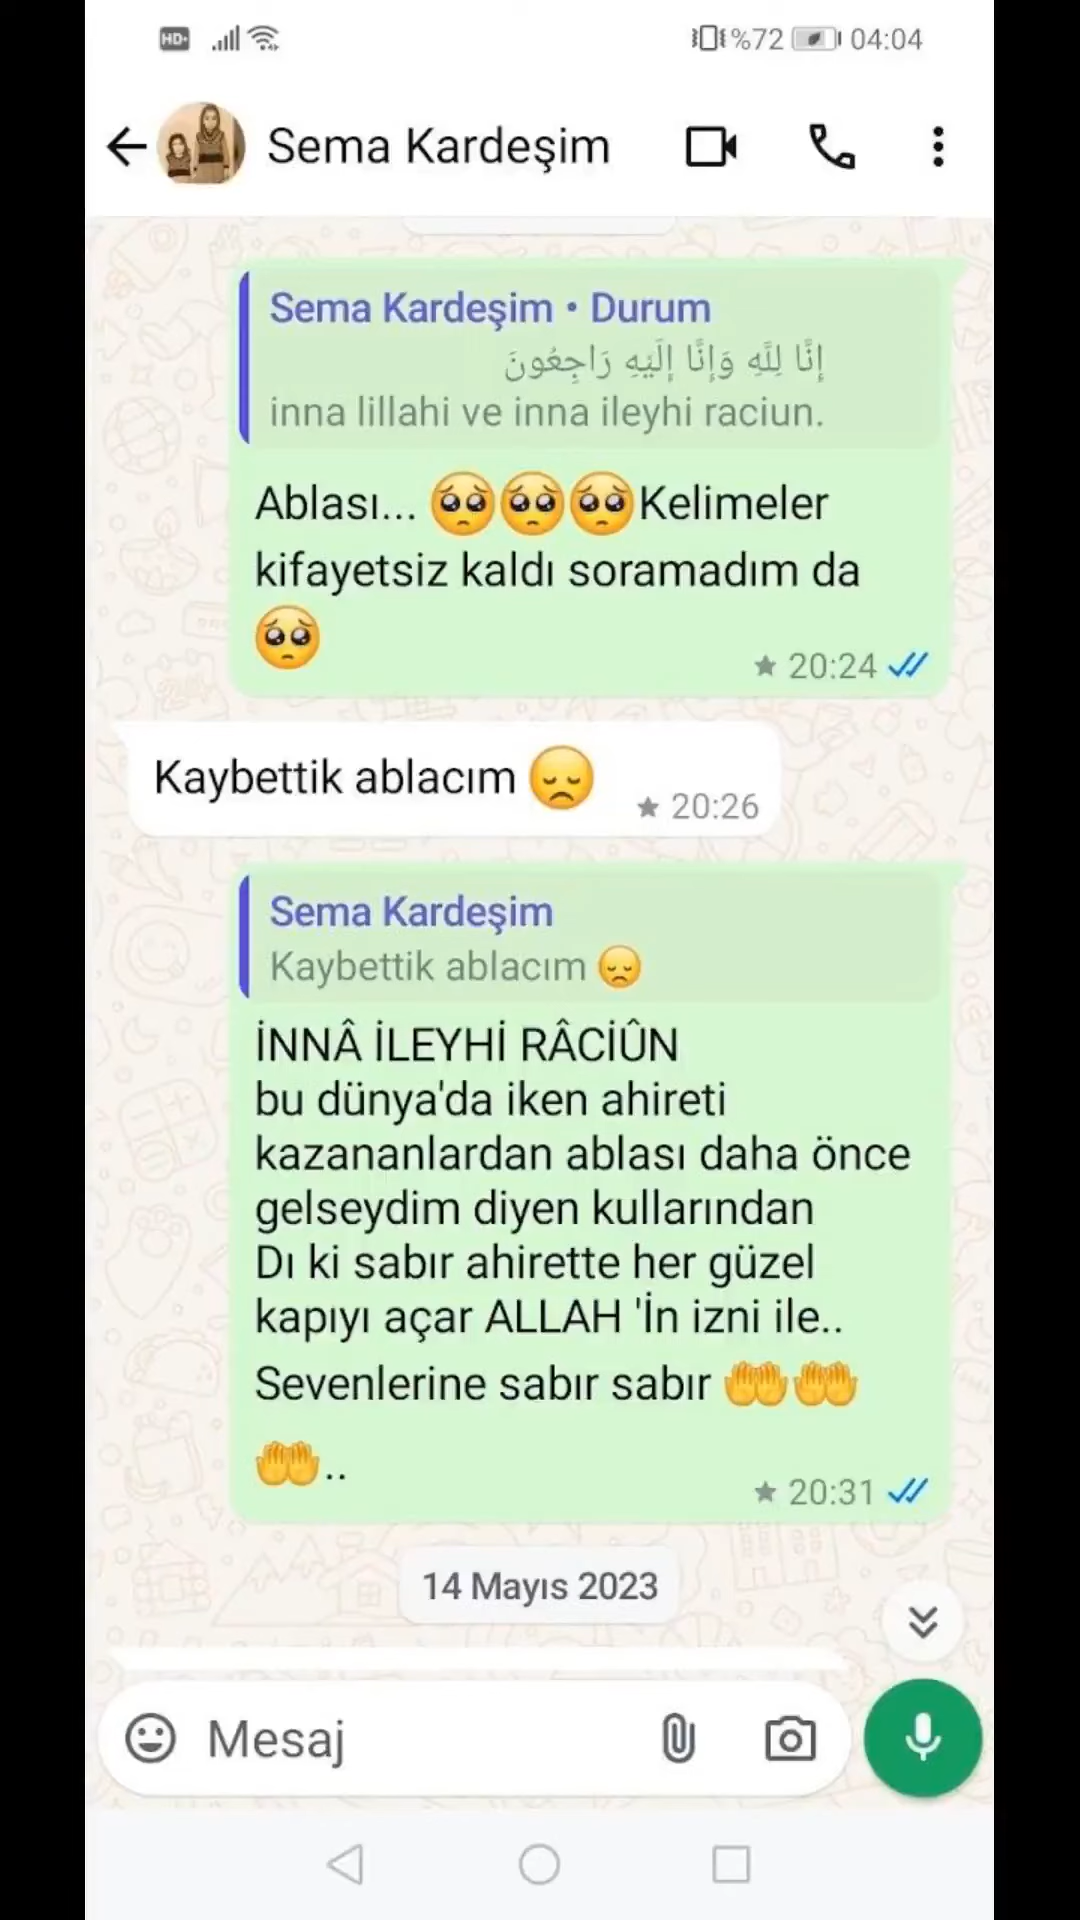 HD+ %72 04:04
Sema Kardeşim
Sema Kardeşim • Durum
إِنَّا لِلَّهِ وَإِنَّا إِلَيْهِ رَاجِعُونَ
inna lillahi ve inna ileyhi raciun.
Ablası... 🥺🥺🥺Kelimeler
kifayetsiz kaldı soramadım da
🥺
20:24
Kaybettik ablacım 😞
20:26
Sema Kardeşim
Kaybettik ablacım 😞
İNNÂ İLEYHİ RÂCİÛN
bu dünya'da iken ahireti
kazananlardan ablası daha önce
gelseydim diyen kullarından
Dı ki sabır ahirette her güzel
kapıyı açar ALLAH 'İn izni ile..
Sevenlerine sabır sabır 🤲🤲
🤲..
20:31
14 Mayıs 2023
Mesaj